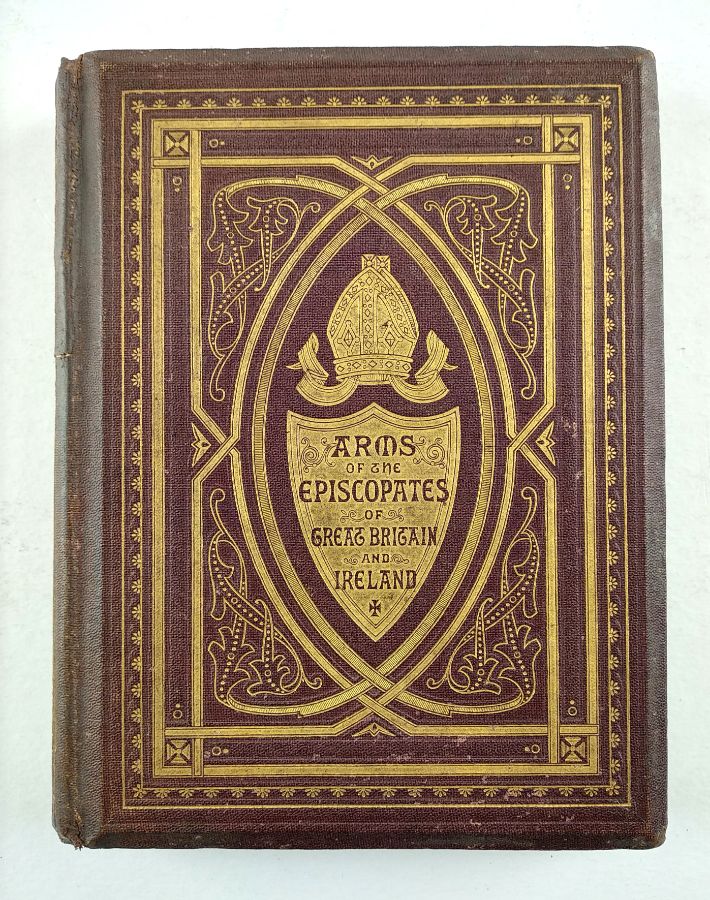 ARMS
OF THE
EPISCOPATES
OF
GREAT BRITAIN
AND
IRELAND